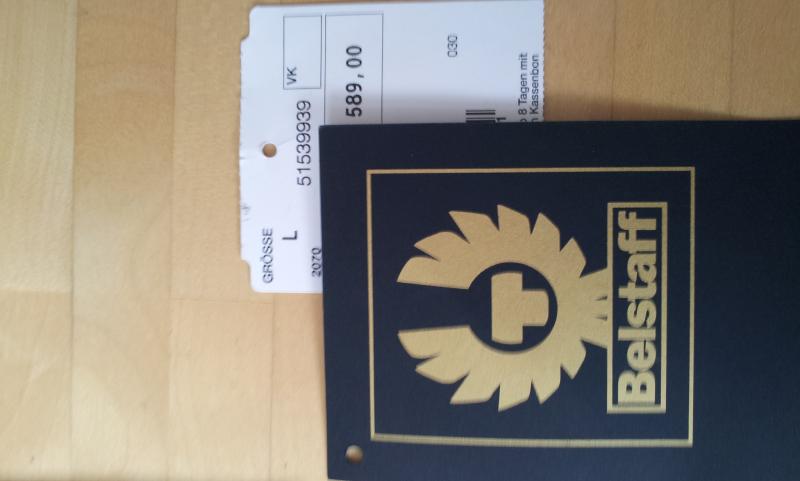 GRÖSSE
L
2070
51539939
VK
589,00
030
8 Tagen mit
Kassenbon
Belstaff